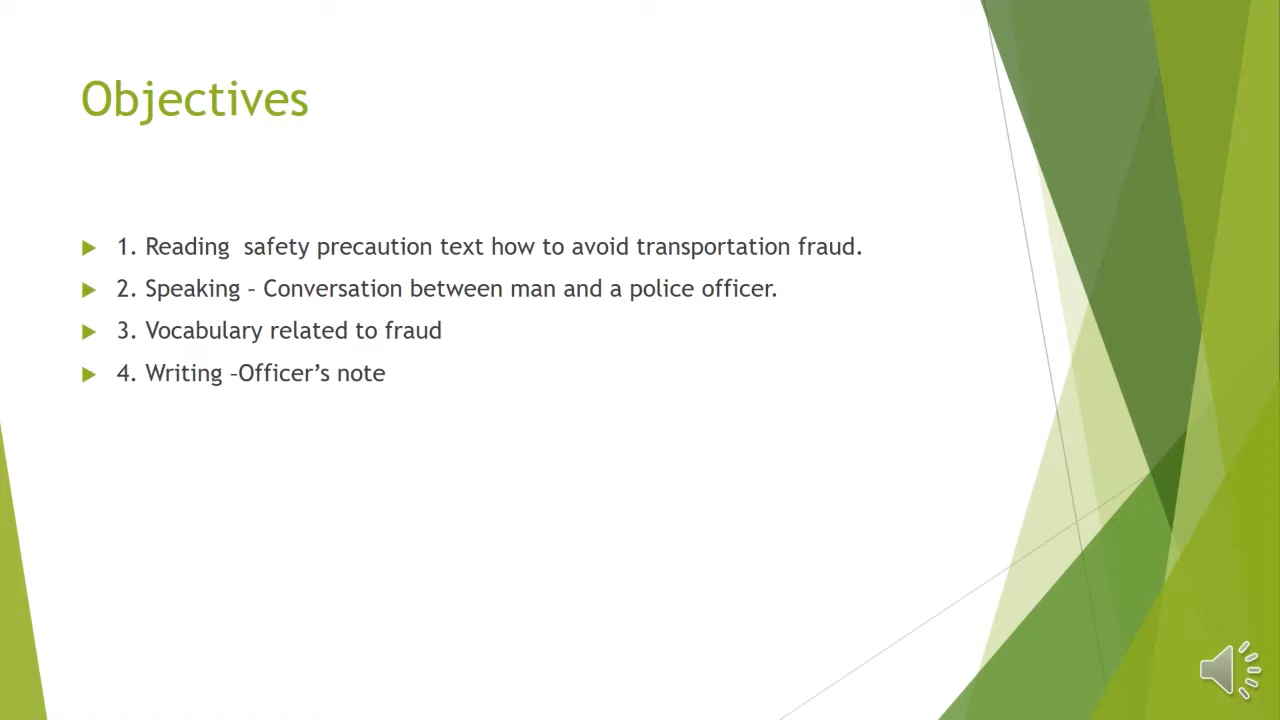 Objectives
1. Reading  safety precaution text how to avoid transportation fraud.
2. Speaking – Conversation between man and a police officer.
3. Vocabulary related to fraud
4. Writing –Officer’s note